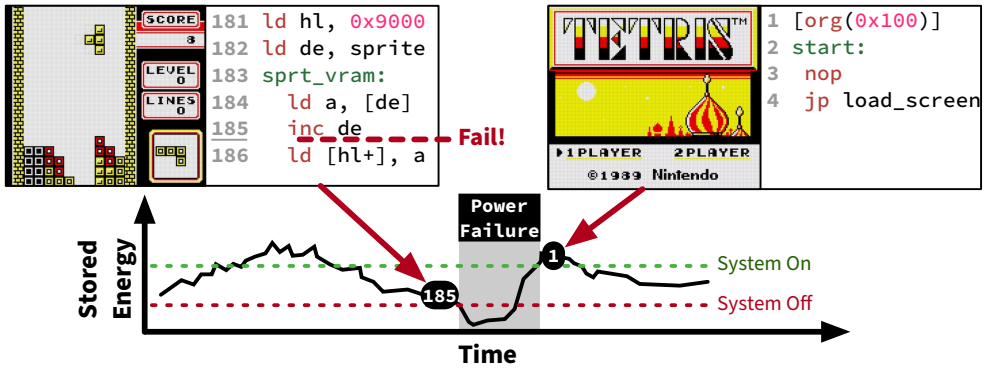 SCORE
8
LEVEL
0
LINES
0
181 ld hl, 0x9000
182 ld de, sprite
183 sprt_vram:
184 ld a, [de]
185 inc de
186 ld [hl+], a
Fail!
TETRIS™
1PLAYER 2PLAYER
©1989 Nintendo
1 [org(0x100)]
2 start:
3 nop
4 jp load_screen
Power
Failure
Stored
Energy
185
1
System On
System Off
Time